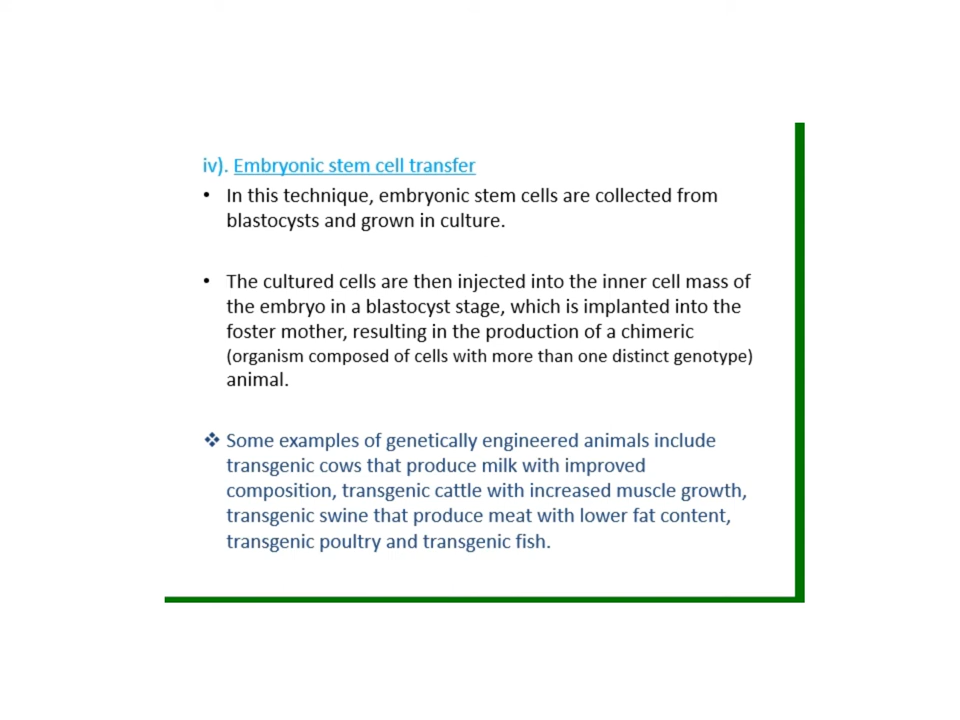 iv). Embryonic stem cell transfer
• In this technique, embryonic stem cells are collected from
blastocysts and grown in culture.
• The cultured cells are then injected into the inner cell mass of
the embryo in a blastocyst stage, which is implanted into the
foster mother, resulting in the production of a chimeric
(organism composed of cells with more than one distinct genotype)
animal.
❖ Some examples of genetically engineered animals include
transgenic cows that produce milk with improved
composition, transgenic cattle with increased muscle growth,
transgenic swine that produce meat with lower fat content,
transgenic poultry and transgenic fish.